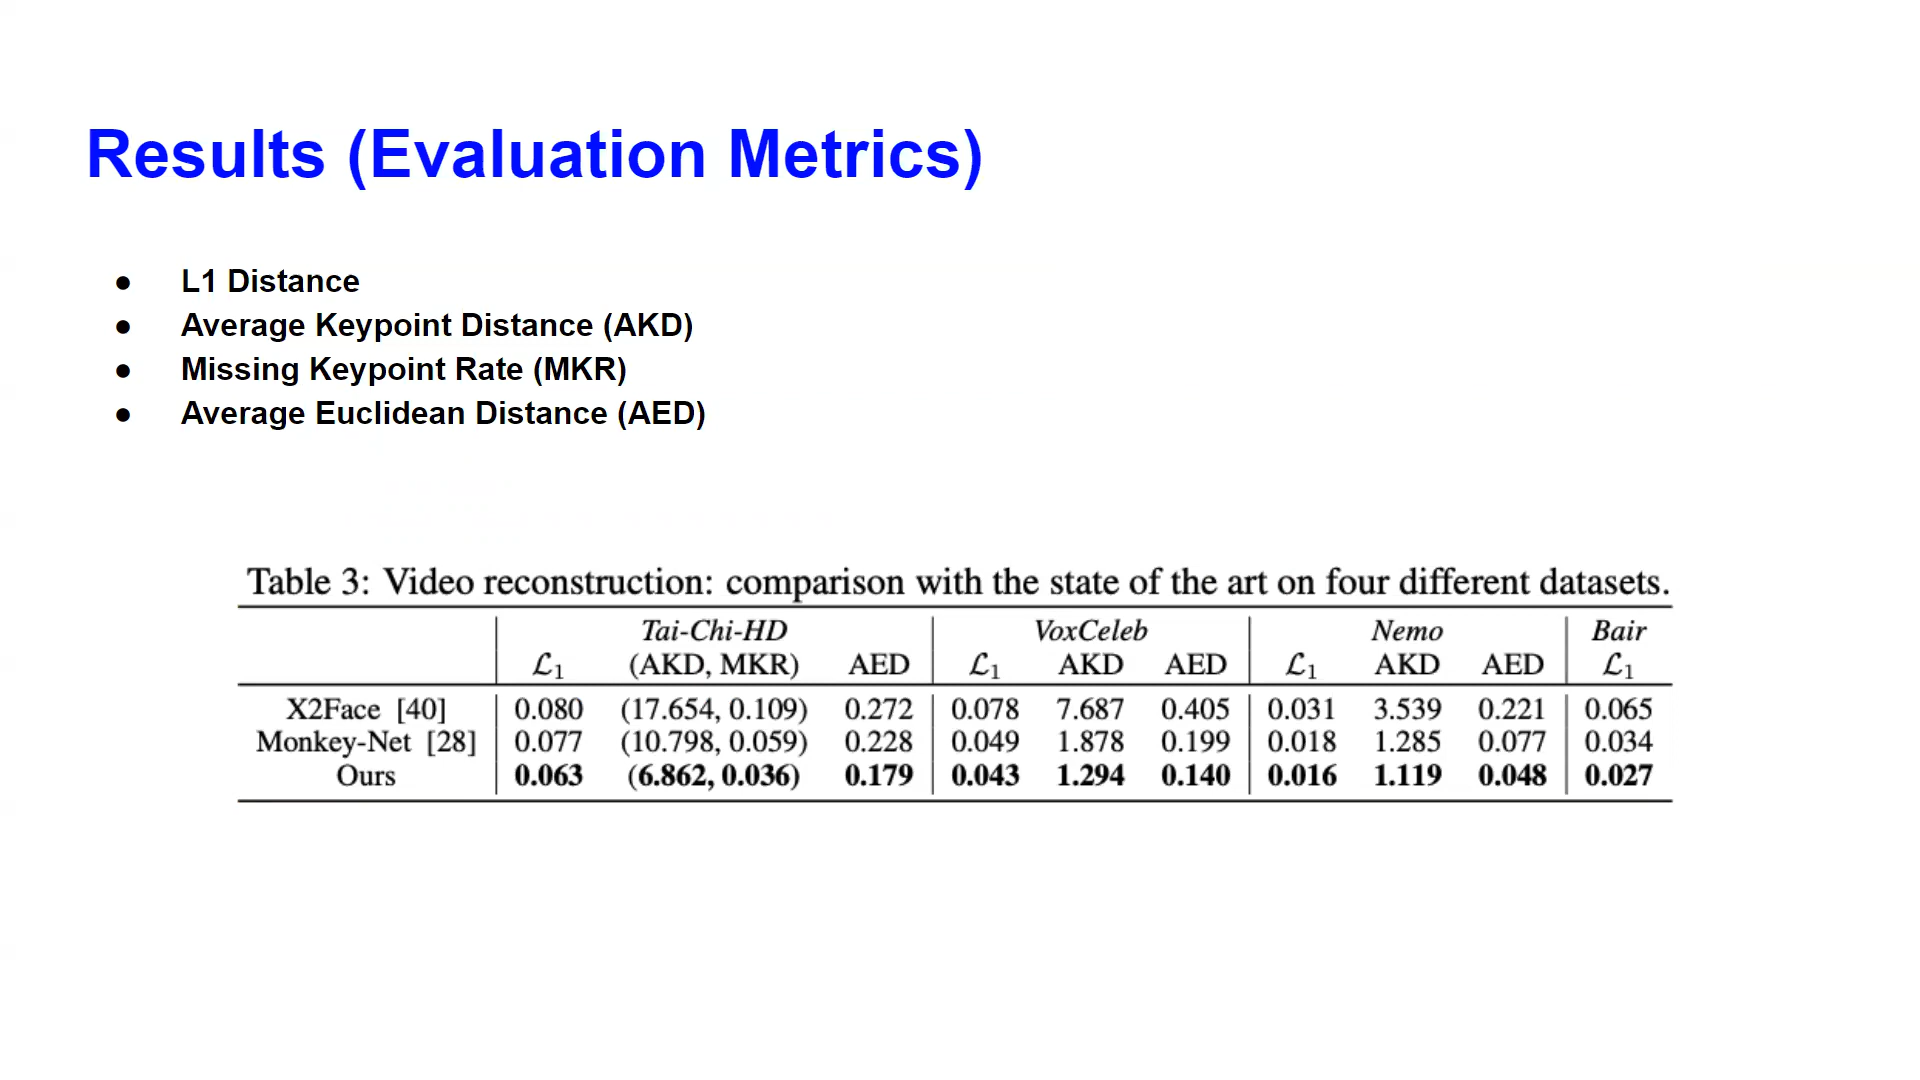 Results (Evaluation Metrics)
● L1 Distance
● Average Keypoint Distance (AKD)
● Missing Keypoint Rate (MKR)
● Average Euclidean Distance (AED)
Table 3: Video reconstruction: comparison with the state of the art on four different datasets.
Tai-Chi-HD VoxCeleb Nemo Bair
ℒ₁ (AKD, MKR) AED ℒ₁ AKD AED ℒ₁ AKD AED ℒ₁
X2Face [40] 0.080 (17.654, 0.109) 0.272 0.078 7.687 0.405 0.031 3.539 0.221 0.065
Monkey-Net [28] 0.077 (10.798, 0.059) 0.228 0.049 1.878 0.199 0.018 1.285 0.077 0.034
Ours 0.063 (6.862, 0.036) 0.179 0.043 1.294 0.140 0.016 1.119 0.048 0.027